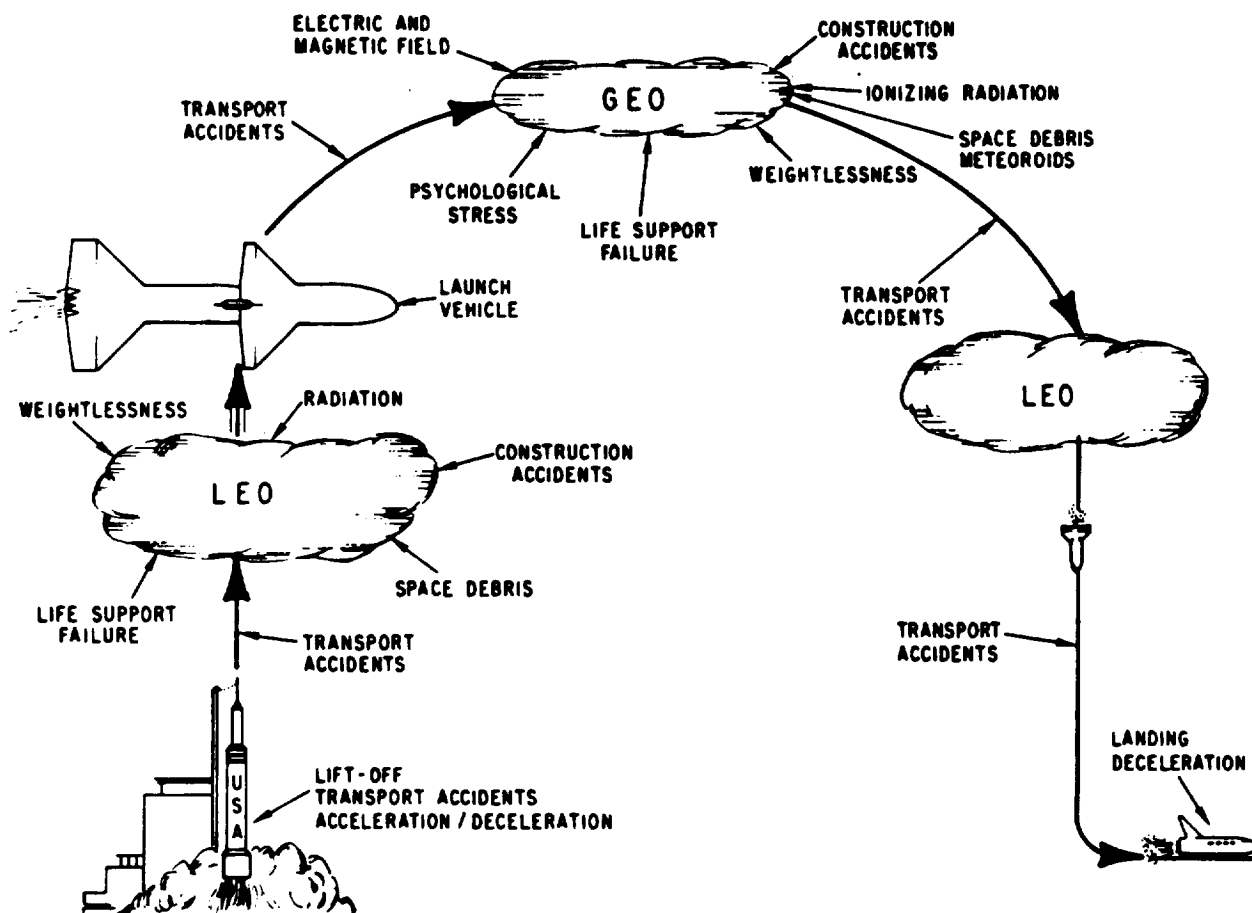 ELECTRIC AND
MAGNETIC FIELD
CONSTRUCTION
ACCIDENTS
GEO
IONIZING RADIATION
TRANSPORT
ACCIDENTS
SPACE DEBRIS
METEOROIDS
WEIGHTLESSNESS
PSYCHOLOGICAL
STRESS
LIFE SUPPORT
FAILURE
LAUNCH
VEHICLE
TRANSPORT
ACCIDENTS
LEO
WEIGHTLESSNESS
RADIATION
CONSTRUCTION
ACCIDENTS
LEO
SPACE DEBRIS
LIFE SUPPORT
FAILURE
TRANSPORT
ACCIDENTS
TRANSPORT
ACCIDENTS
USA
LIFT-OFF
TRANSPORT ACCIDENTS
ACCELERATION/DECELERATION
LANDING
DECELERATION